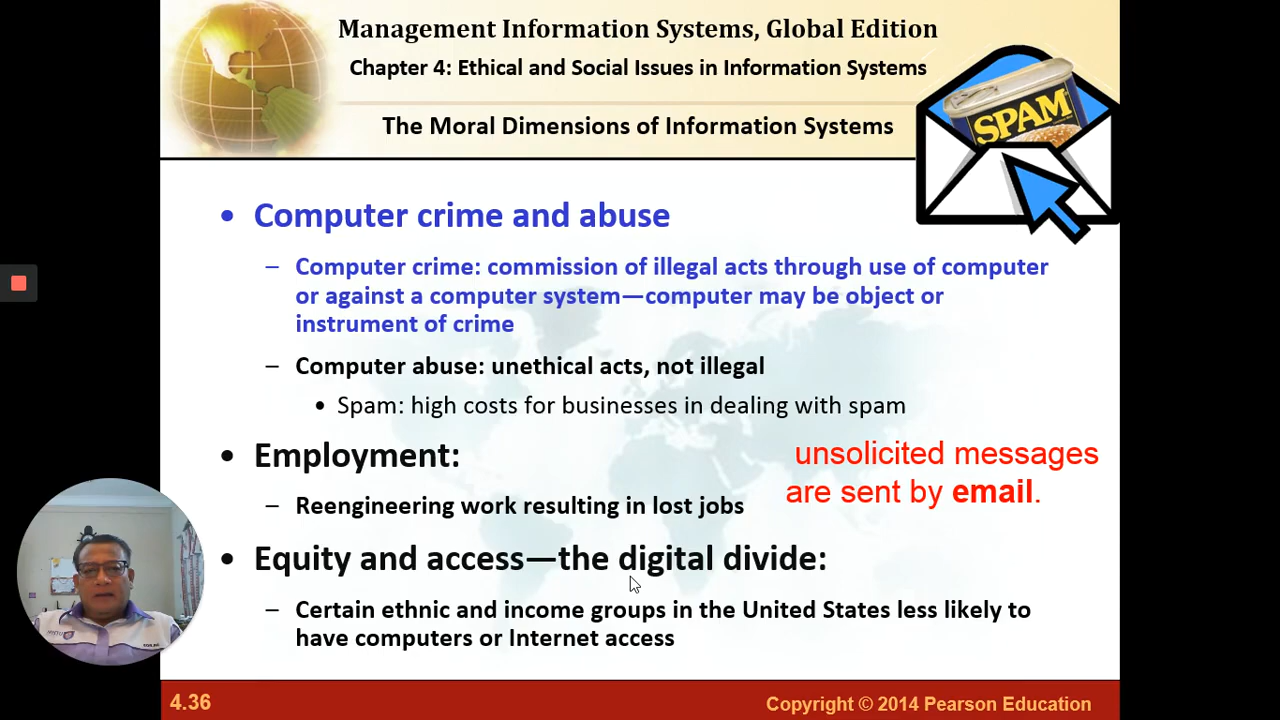 Management Information Systems, Global Edition
Chapter 4: Ethical and Social Issues in Information Systems
The Moral Dimensions of Information Systems
SPAM
• Computer crime and abuse
– Computer crime: commission of illegal acts through use of computer
or against a computer system—computer may be object or
instrument of crime
– Computer abuse: unethical acts, not illegal
• Spam: high costs for businesses in dealing with spam
• Employment:
unsolicited messages
are sent by email.
– Reengineering work resulting in lost jobs
• Equity and access—the digital divide:
– Certain ethnic and income groups in the United States less likely to
have computers or Internet access
4.36
Copyright © 2014 Pearson Education